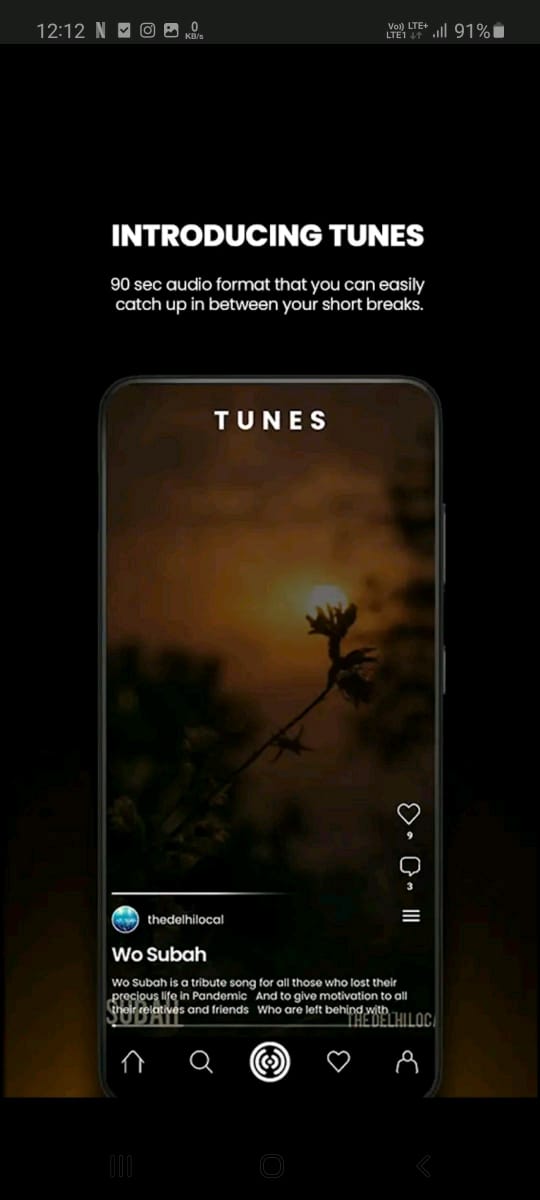 12:12 N 0 KB/s Vo) LTE+ LTE1 91%
INTRODUCING TUNES
90 sec audio format that you can easily
catch up in between your short breaks.
TUNES
9
3
thedelhilocal
Wo Subah
Wo Subah is a tribute song for all those who lost their
precious life in Pandemic And to give motivation to all
their relatives and friends Who are left behind with
SUBAH THEDELHILOCA